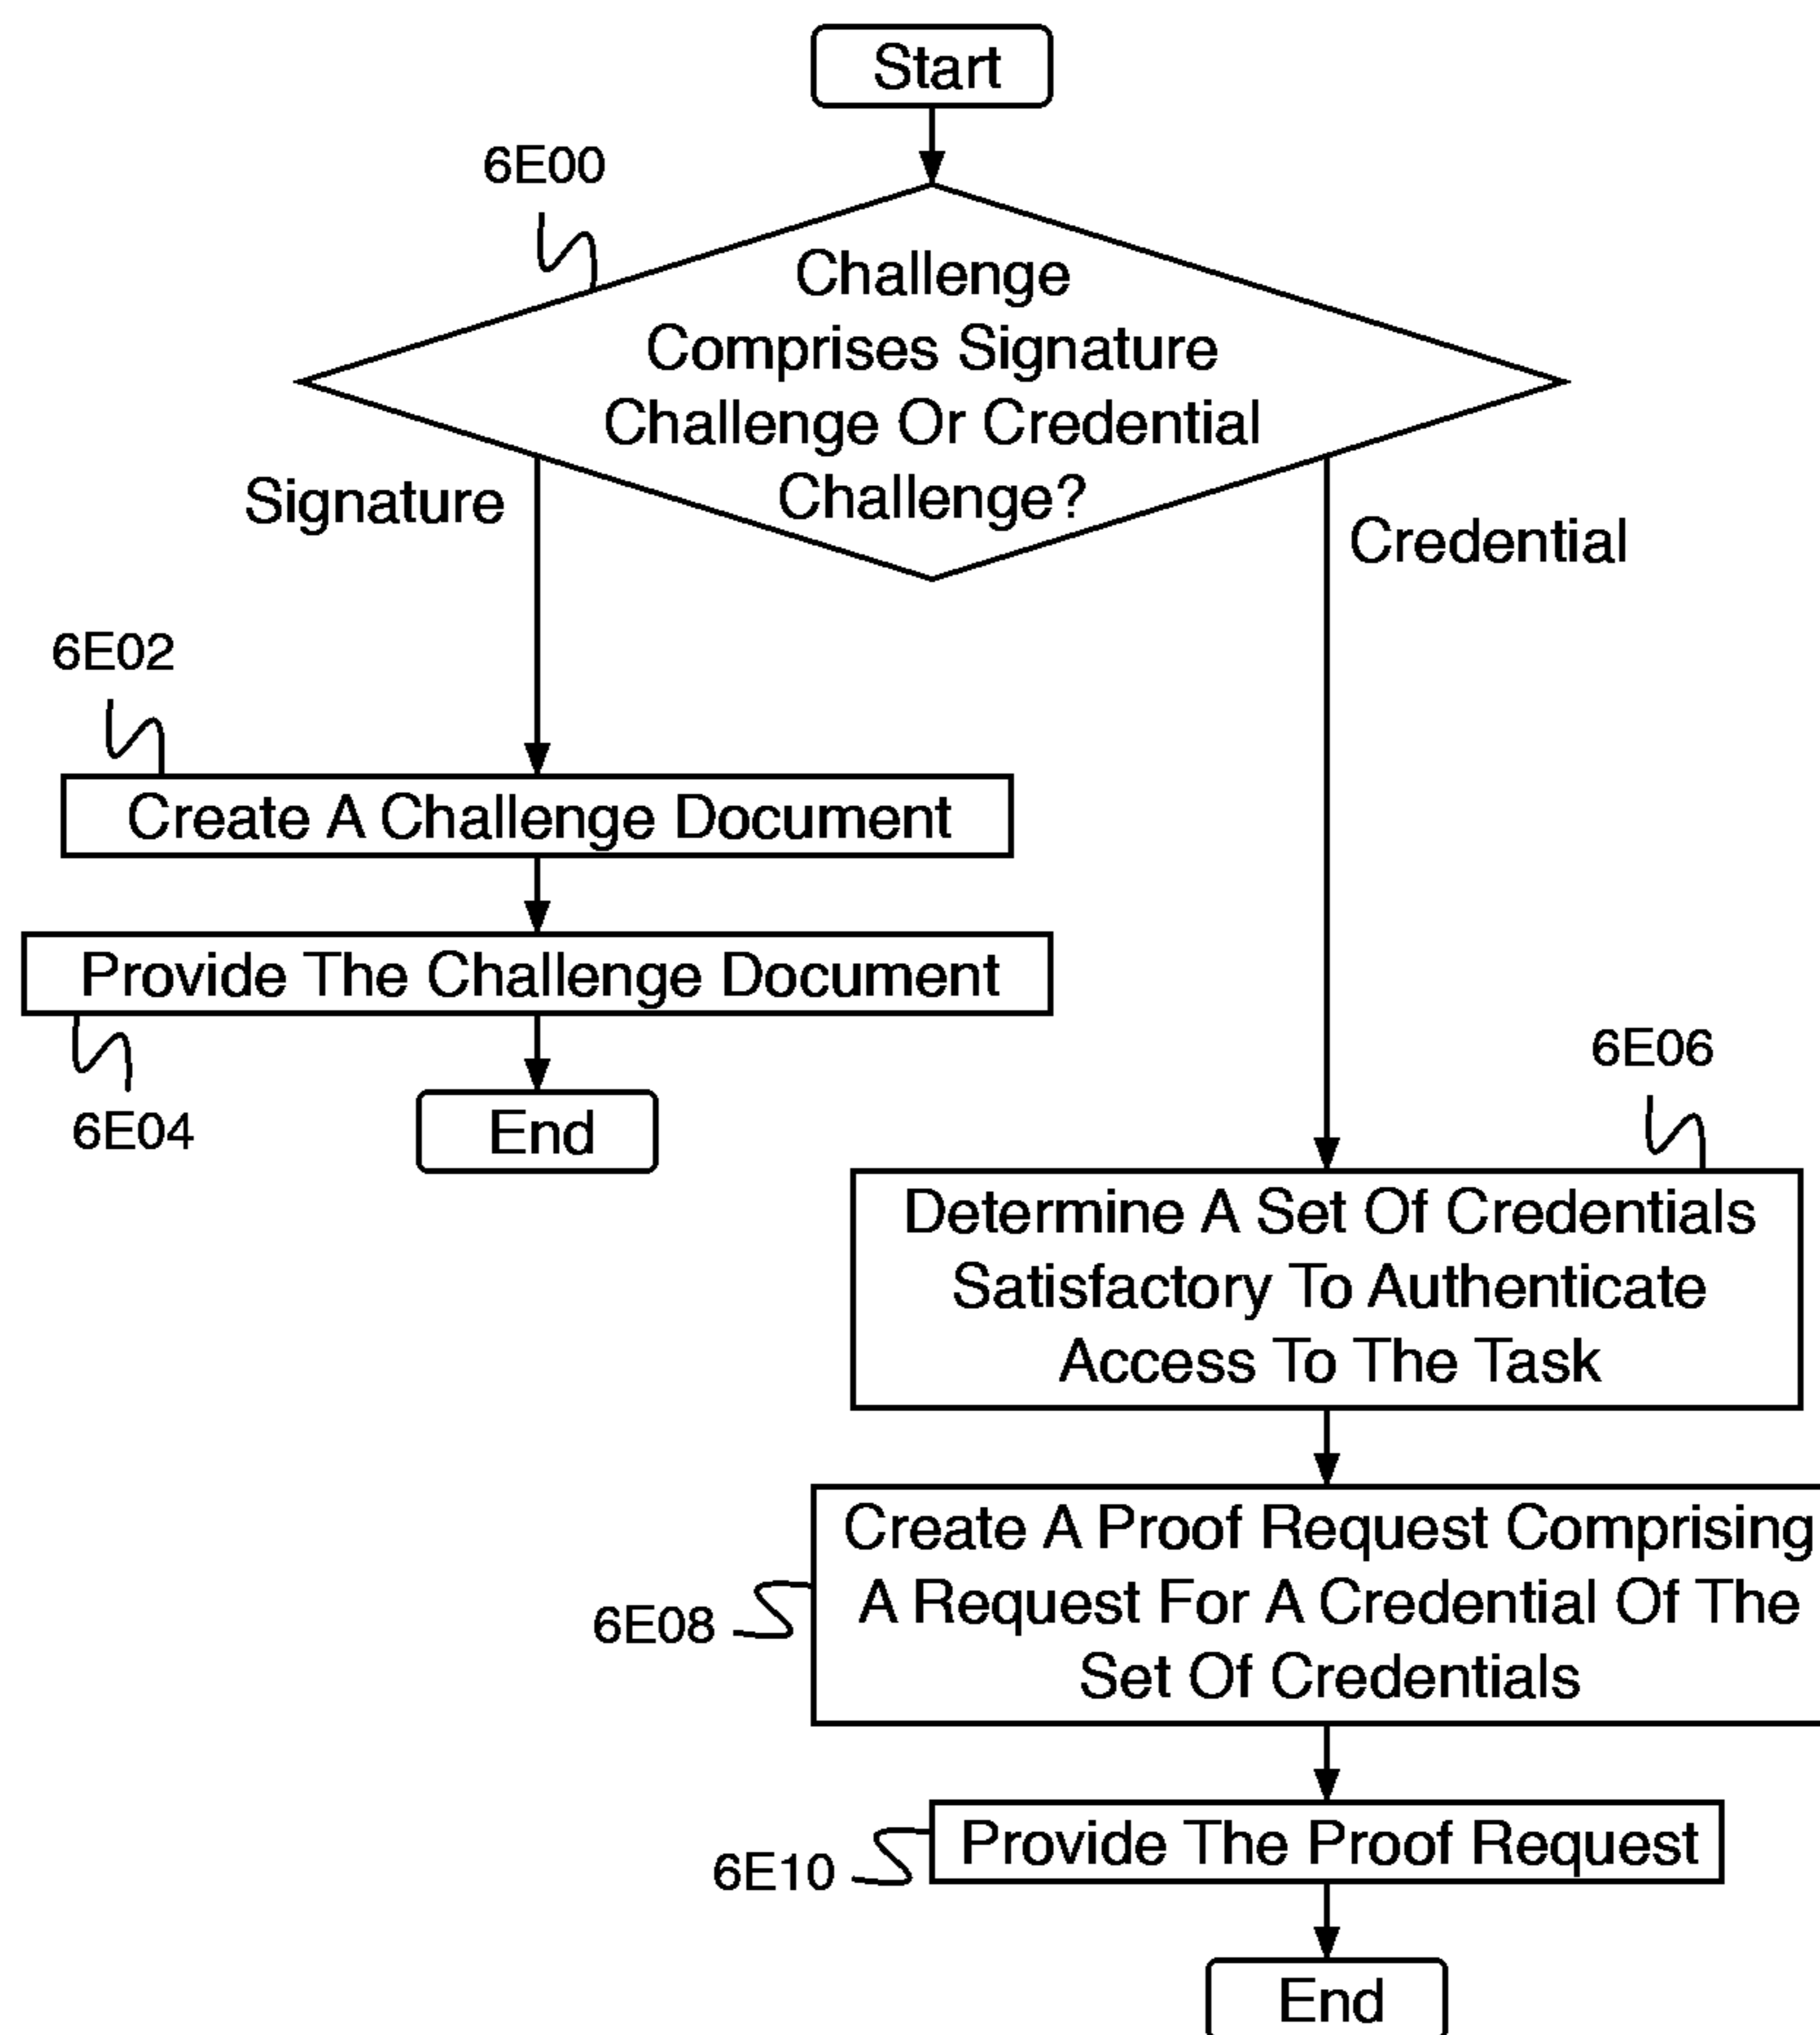 Start
6E00
Challenge
Comprises Signature
Challenge Or Credential
Challenge?
Signature
Credential
6E02
Create A Challenge Document
Provide The Challenge Document
6E04
End
6E06
Determine A Set Of Credentials
Satisfactory To Authenticate
Access To The Task
Create A Proof Request Comprising
A Request For A Credential Of The
Set Of Credentials
6E08
Provide The Proof Request
6E10
End